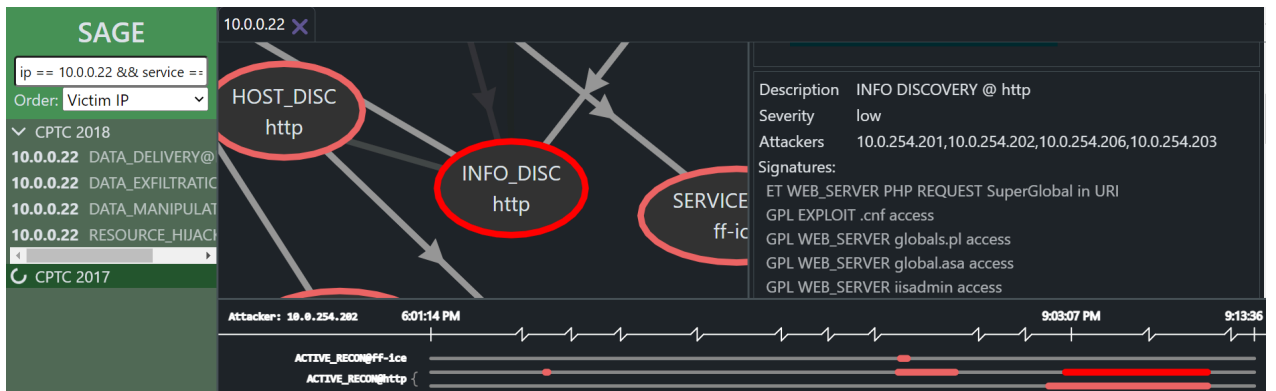 SAGE
ip == 10.0.0.22 && service ==
Order: Victim IP
CPTC 2018
10.0.0.22 DATA_DELIVERY@
10.0.0.22 DATA_EXFILTRATIC
10.0.0.22 DATA_MANIPULAT
10.0.0.22 RESOURCE_HIJACK
CPTC 2017
10.0.0.22
HOST_DISC
http
INFO_DISC
http
SERVICE
ff-ic
Description INFO DISCOVERY @ http
Severity low
Attackers 10.0.254.201,10.0.254.202,10.0.254.206,10.0.254.203
Signatures:
ET WEB_SERVER PHP REQUEST SuperGlobal in URI
GPL EXPLOIT .cnf access
GPL WEB_SERVER globals.pl access
GPL WEB_SERVER global.asa access
GPL WEB_SERVER iisadmin access
Attacker: 10.0.254.202 6:01:14 PM 9:03:07 PM 9:13:36
ACTIVE_RECON@ff-ice
ACTIVE_RECON@http {